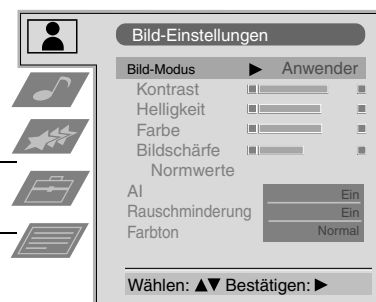 Bild-Einstellungen
Bild-Modus ▶ Anwender
Kontrast
Helligkeit
Farbe
Bildschärfe
Normwerte
AI Ein
Rauschminderung Ein
Farbton Normal
Wählen: ▲▼ Bestätigen: ▶